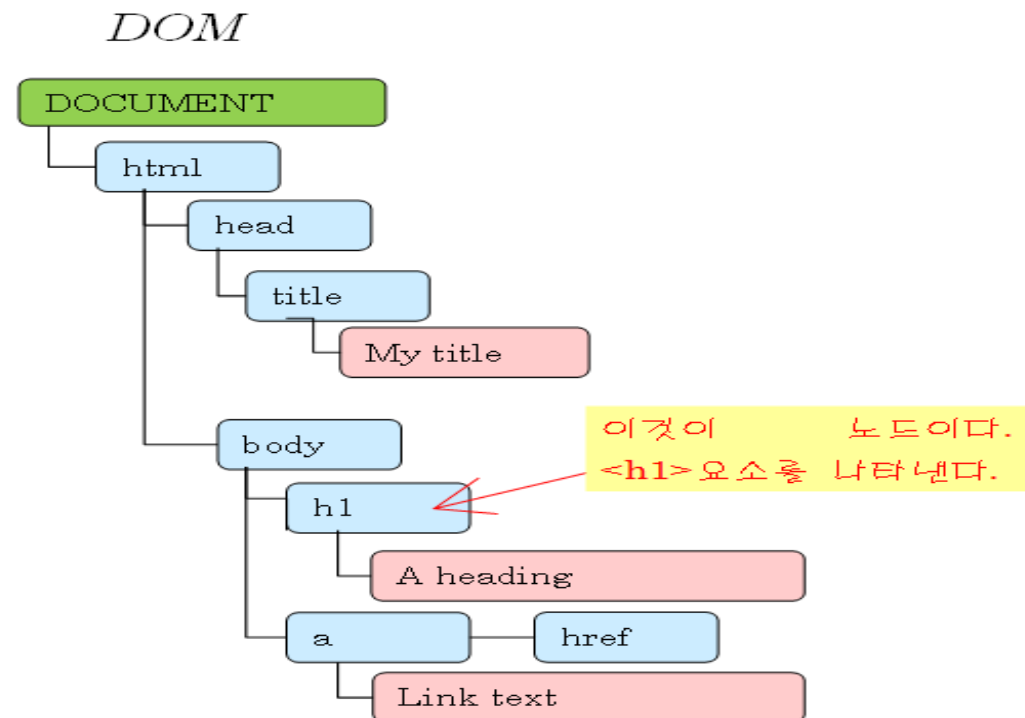 DOM
DOCUMENT
html
head
title
My title
body
이것이 노드이다.
<h1>요소를 나타낸다.
h1
A heading
a
href
Link text